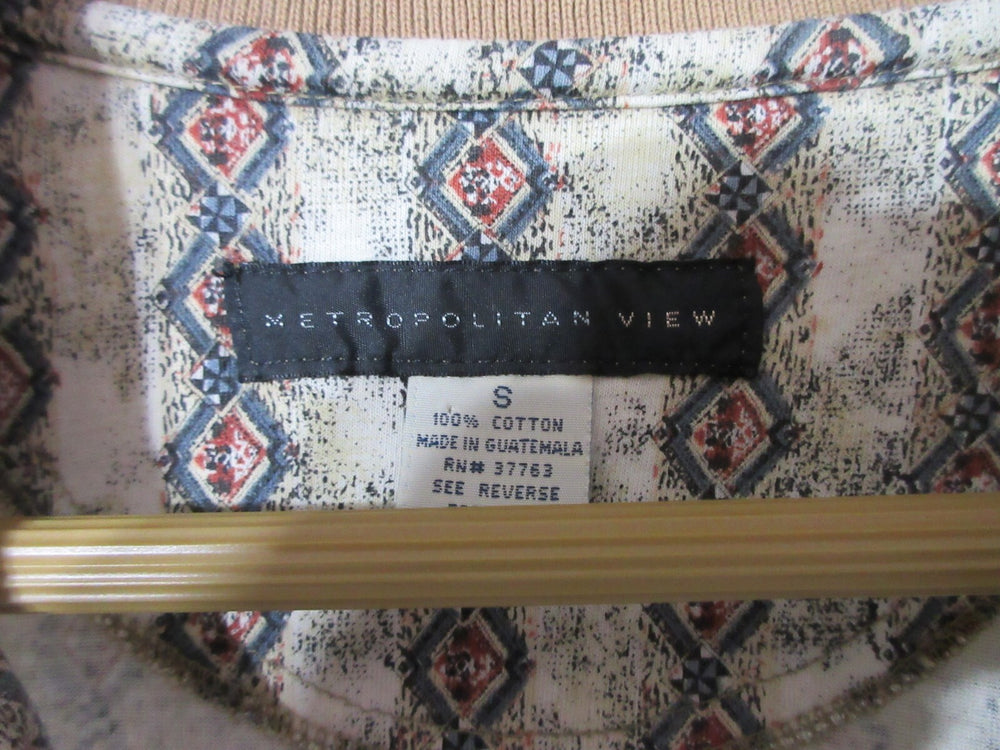 METROPOLITAN VIEW
S
100% COTTON
MADE IN GUATEMALA
RN# 37763
SEE REVERSE